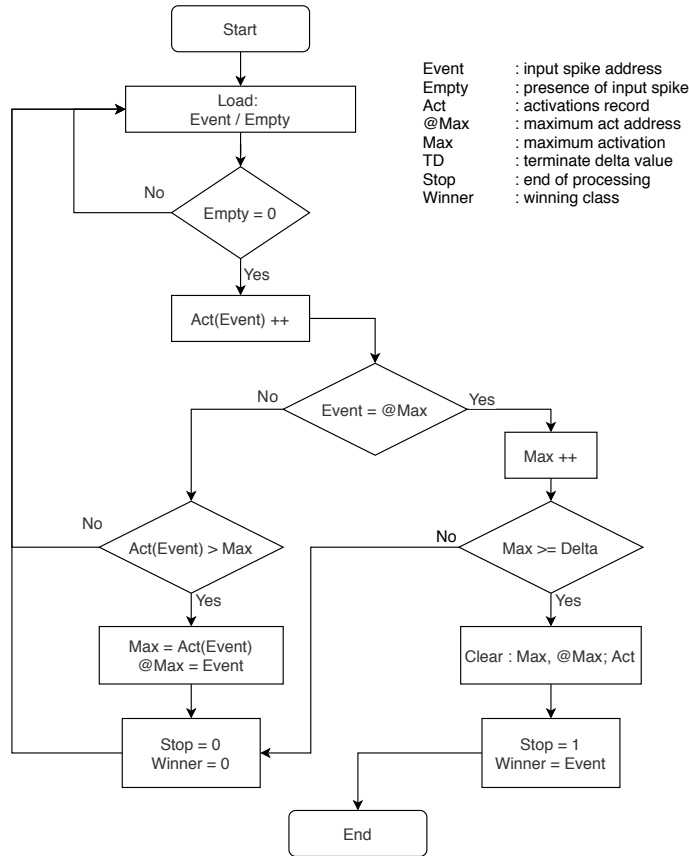 Start
Event : input spike address
Empty : presence of input spike
Act : activations record
@Max : maximum act address
Max : maximum activation
TD : terminate delta value
Stop : end of processing
Winner : winning class
Load:
Event / Empty
No
Empty = 0
Yes
Act(Event) ++
No
Event = @Max
Yes
Max ++
No
Act(Event) > Max
Yes
No
Max >= Delta
Yes
Max = Act(Event)
@Max = Event
Clear : Max, @Max; Act
Stop = 0
Winner = 0
Stop = 1
Winner = Event
End